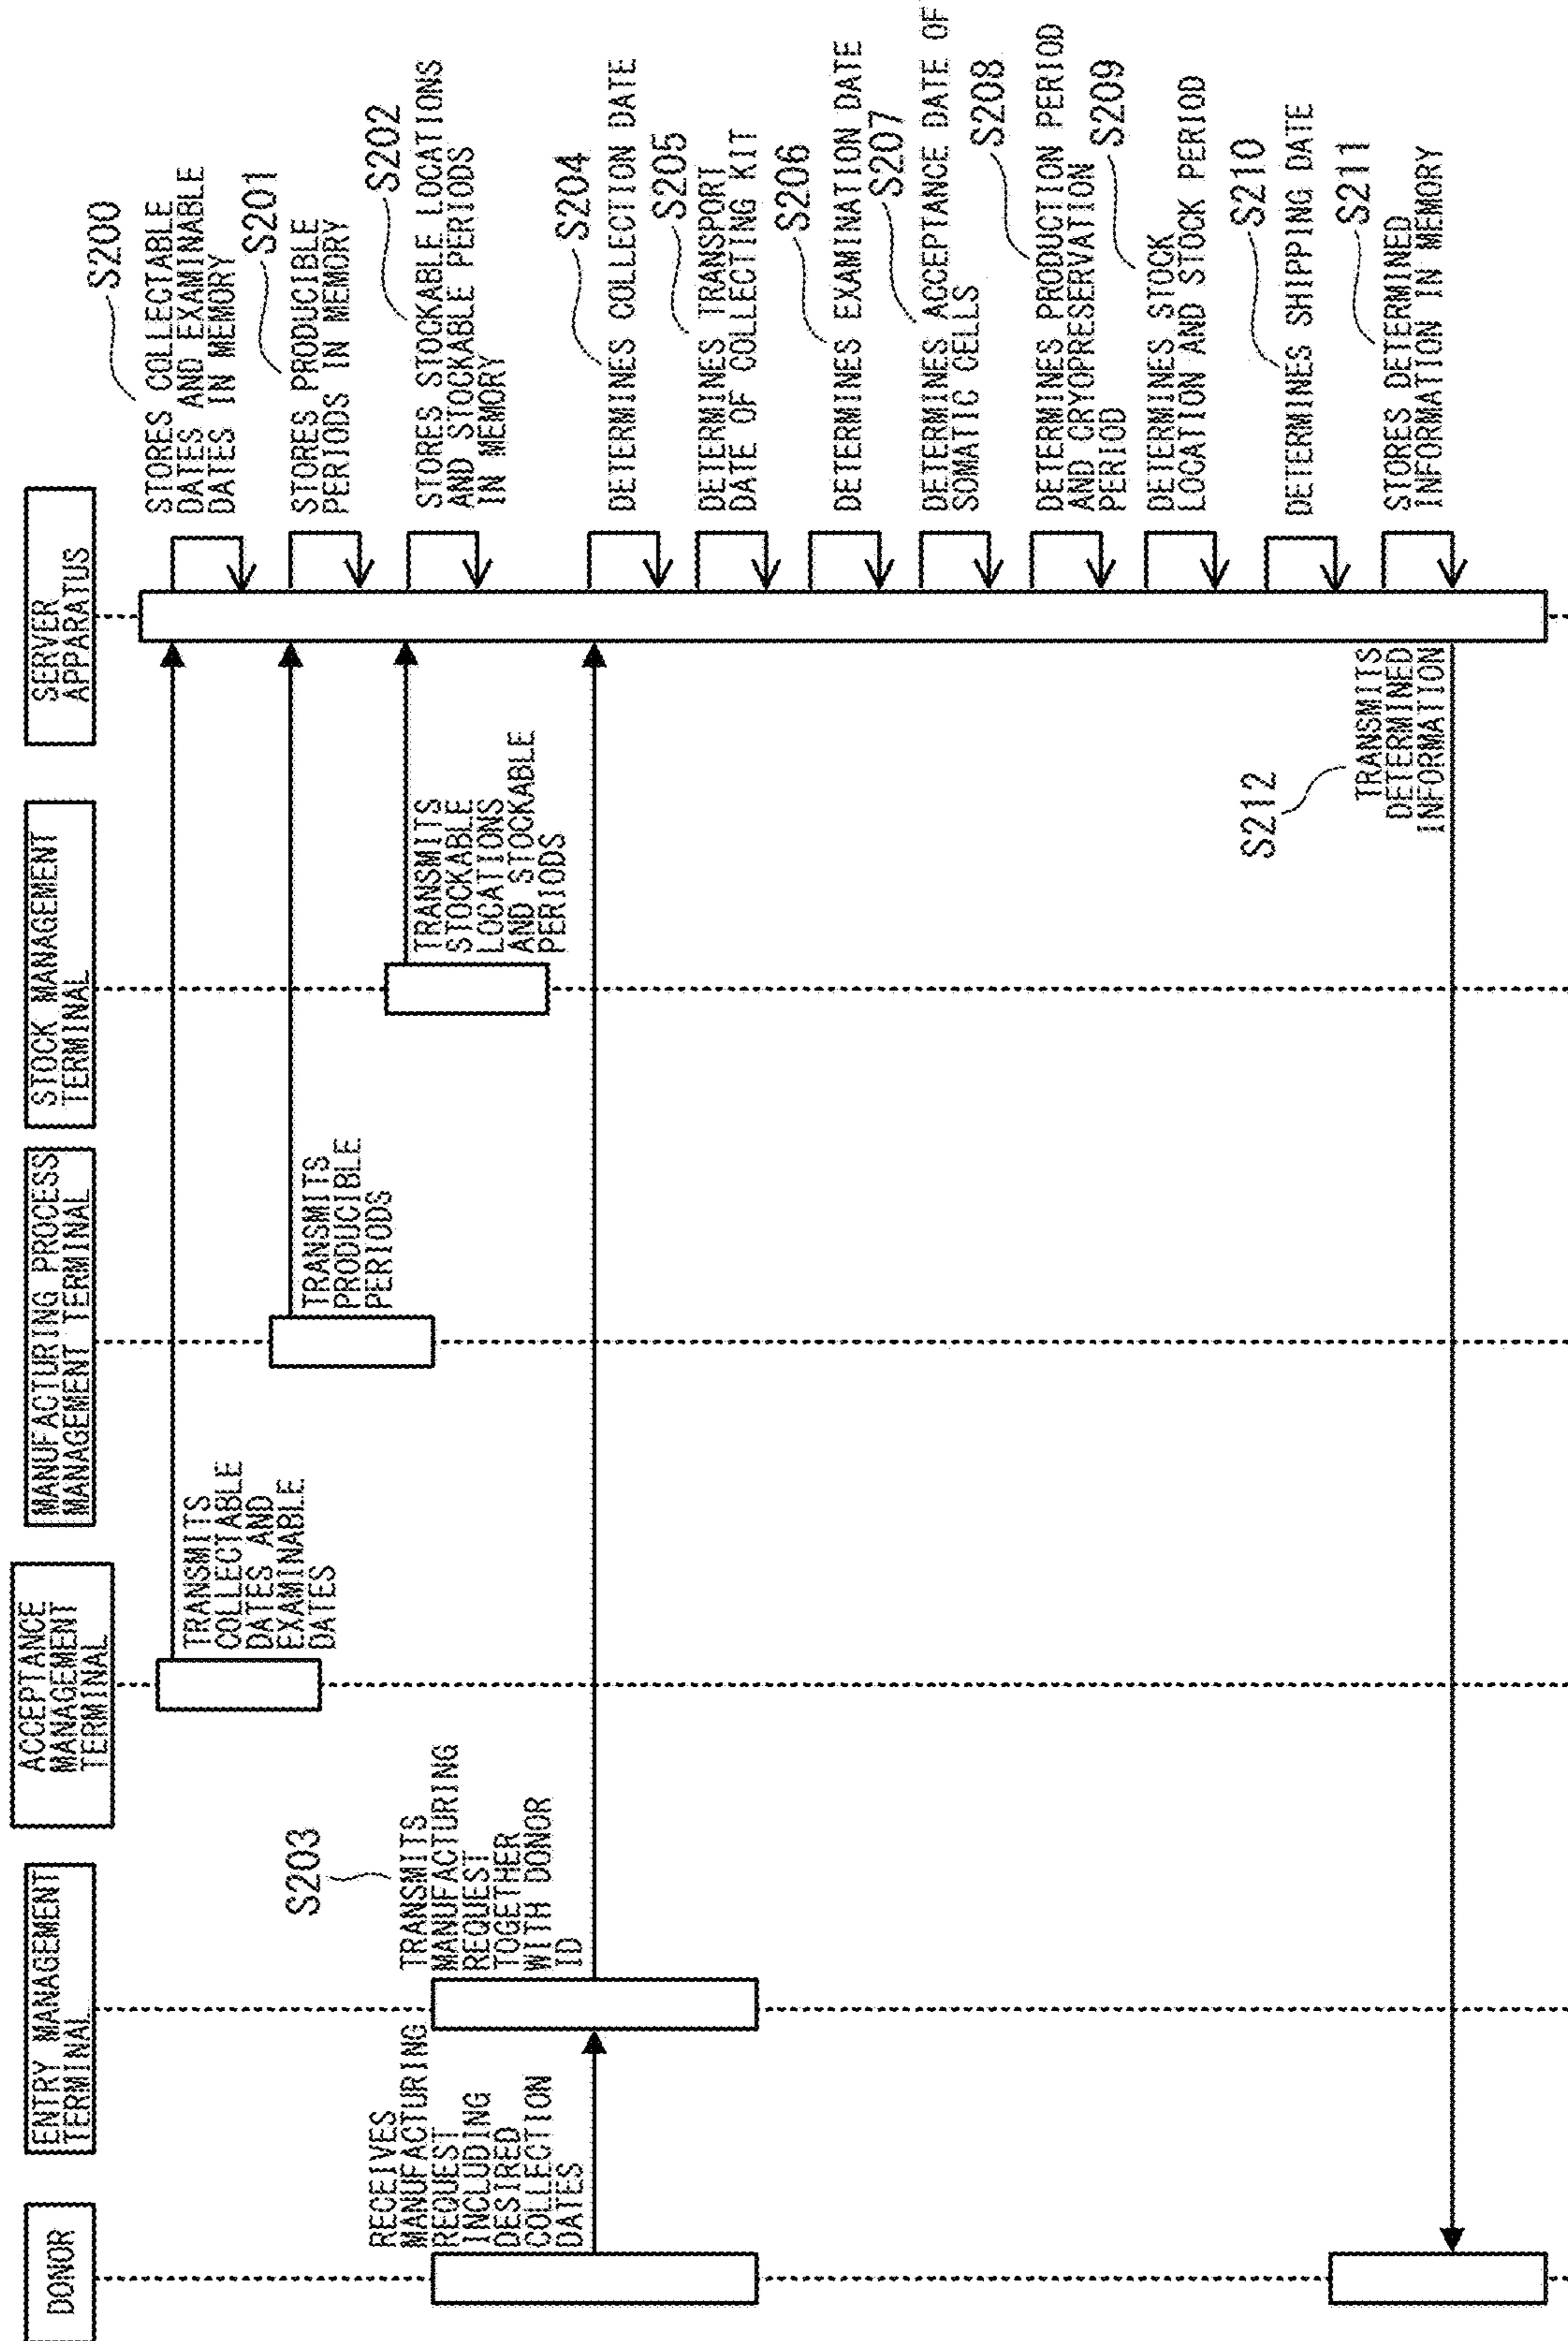 DONOR
ENTRY MANAGEMENT
TERMINAL
ACCEPTANCE
MANAGEMENT
TERMINAL
MANUFACTURING PROCESS
MANAGEMENT TERMINAL
STOCK MANAGEMENT
TERMINAL
SERVER
APPARATUS
TRANSMITS
COLLECTABLE
DATES AND
EXAMINABLE
DATES
S200
STORES COLLECTABLE
DATES AND EXAMINABLE
DATES IN MEMORY
TRANSMITS
PRODUCIBLE
PERIODS
S201
STORES PRODUCIBLE
PERIODS IN MEMORY
TRANSMITS
STOCKABLE
LOCATIONS
AND STOCKABLE
PERIODS
S202
STORES STOCKABLE LOCATIONS
AND STOCKABLE PERIODS
IN MEMORY
RECEIVES
MANUFACTURING
REQUEST
INCLUDING
DESIRED
COLLECTION
DATES
S203
TRANSMITS
MANUFACTURING
REQUEST
TOGETHER
WITH DONOR
ID
S204
DETERMINES COLLECTION DATE
S205
DETERMINES TRANSPORT
DATE OF COLLECTING KIT
S206
DETERMINES EXAMINATION DATE
S207
DETERMINES ACCEPTANCE DATE OF
SOMATIC CELLS
S208
DETERMINES PRODUCTION PERIOD
AND CRYOPRESERVATION
PERIOD
S209
DETERMINES STOCK
LOCATION AND STOCK PERIOD
S210
DETERMINES SHIPPING DATE
S211
STORES DETERMINED
INFORMATION IN MEMORY
S212
TRANSMITS
DETERMINED
INFORMATION